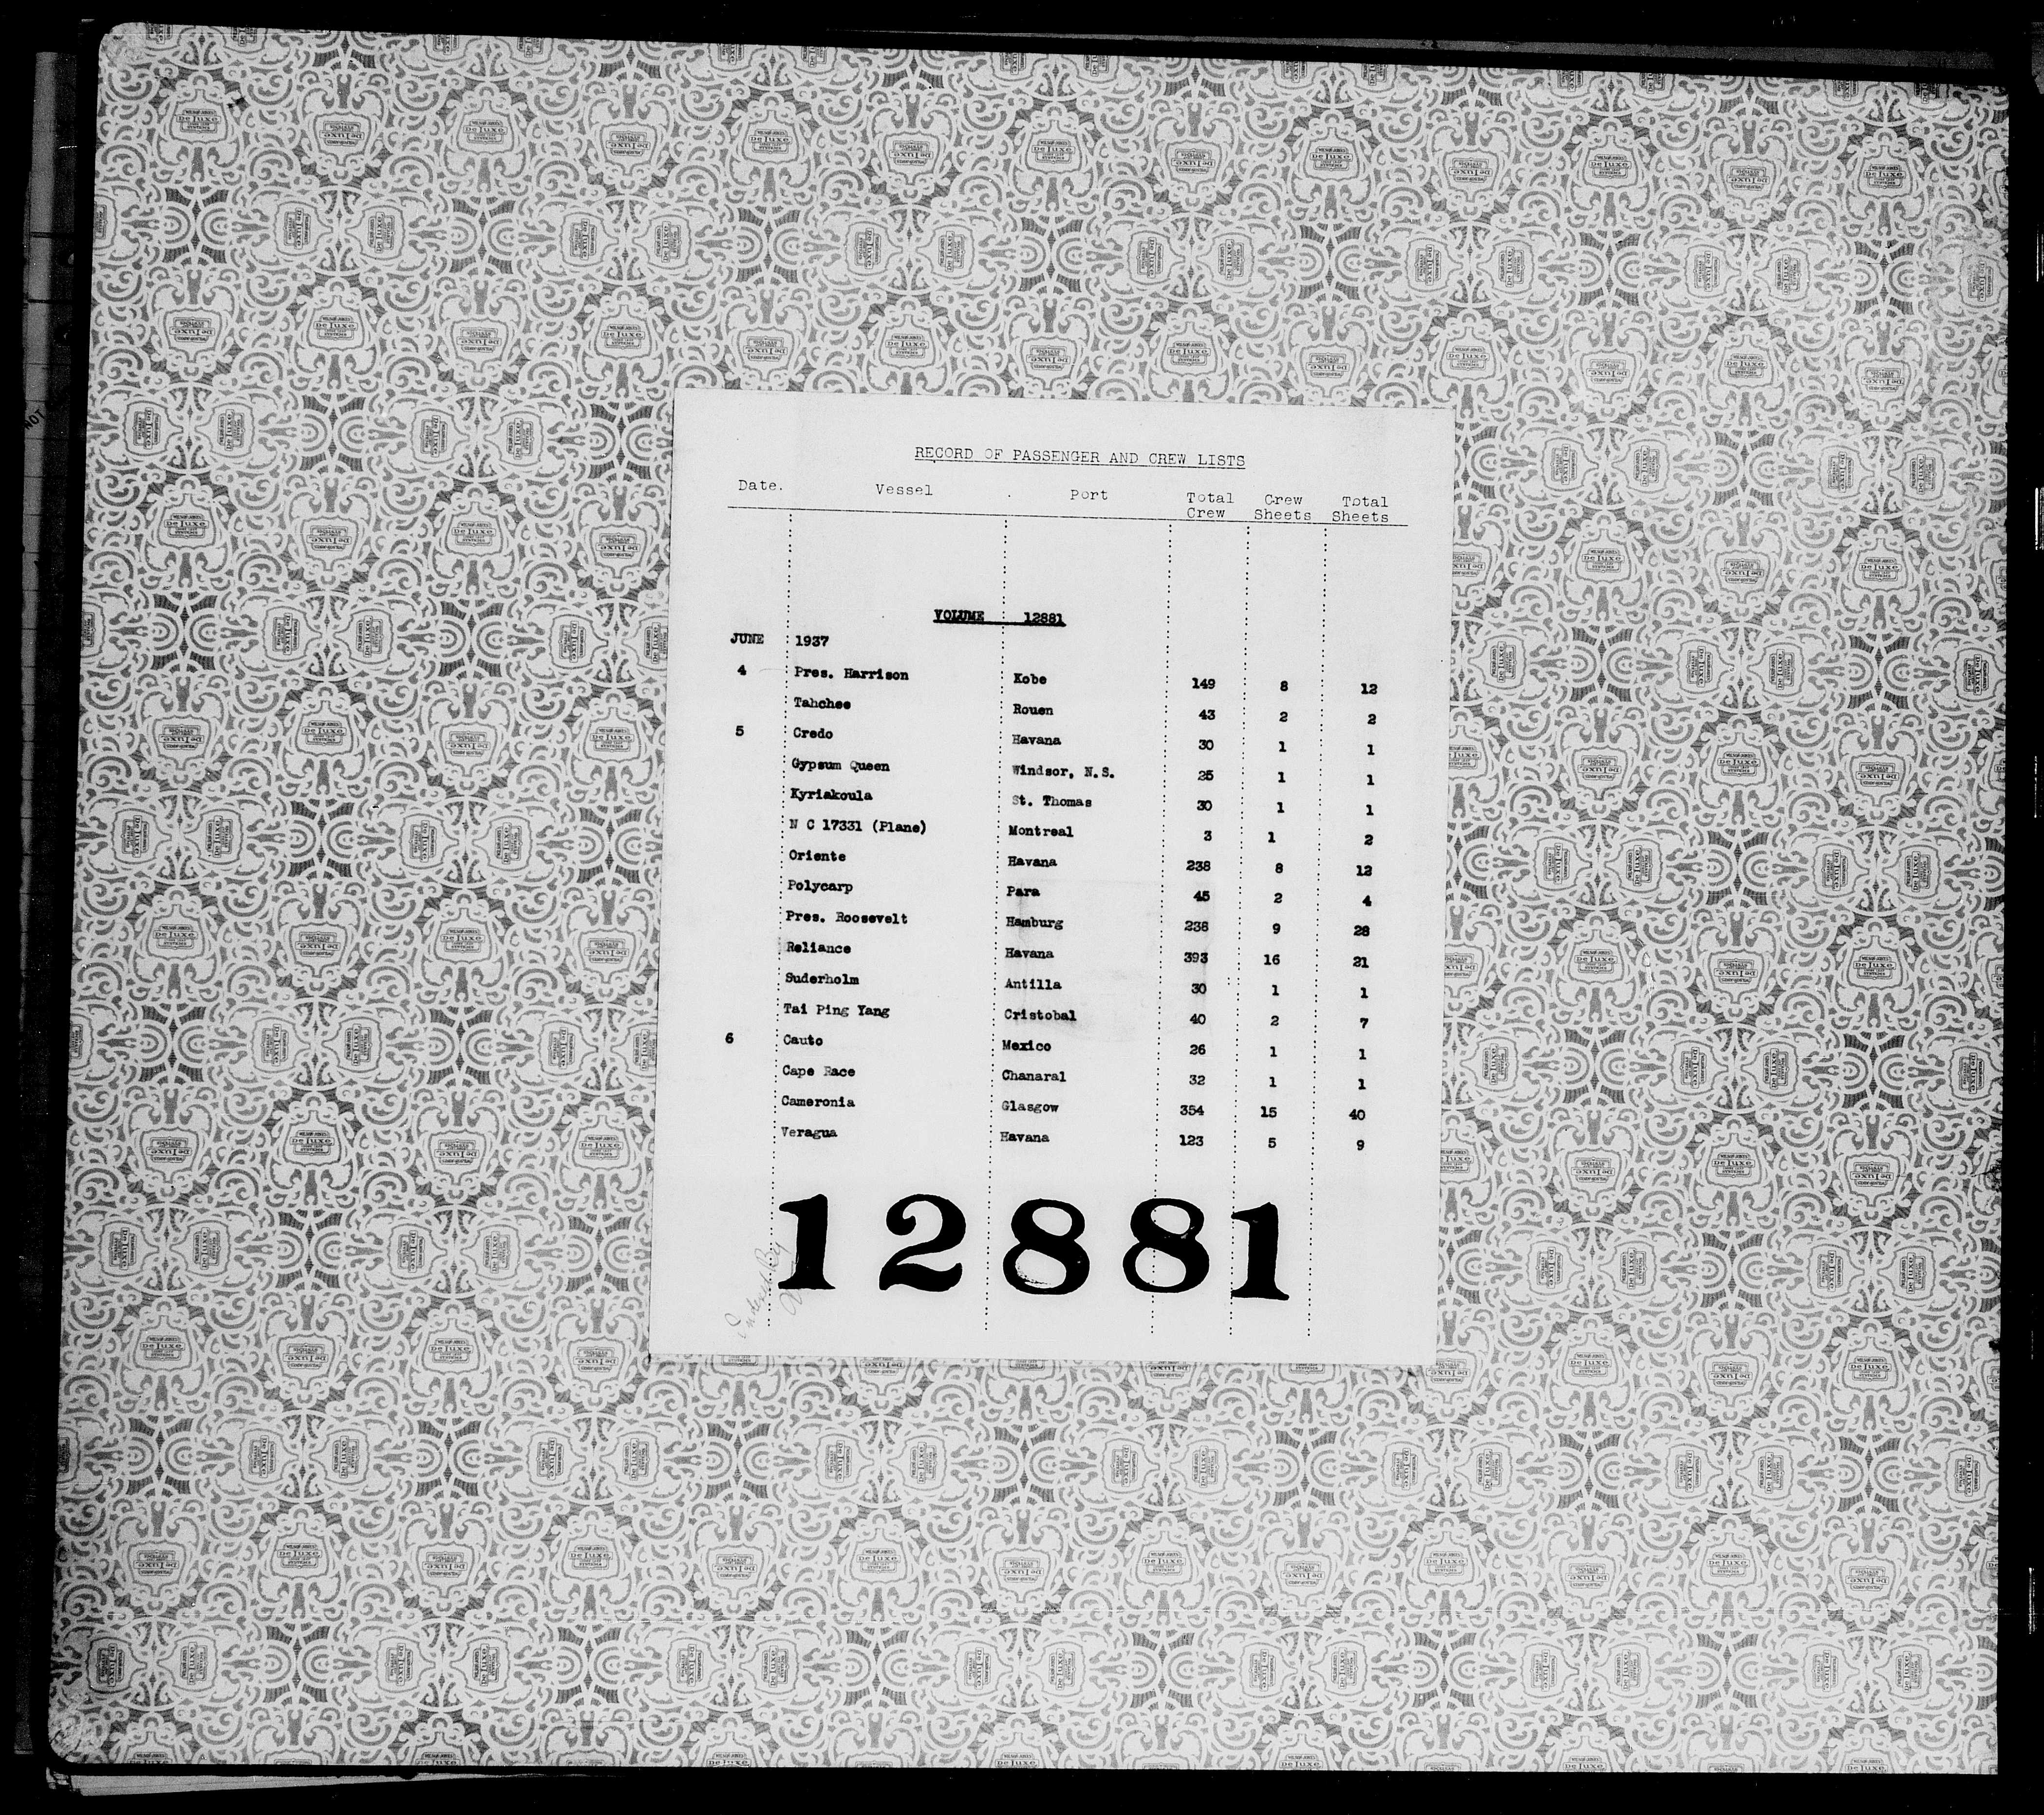 RECORD OF PASSENGER AND CREW LISTS
Date. Vessel Port Total Crew Crew Sheets Total Sheets
VOLUME 12881
JUNE 1937
4 Pres. Harrison Kobe 149 8 12
Tahchee Rouen 43 2 2
5 Credo Havana 30 1 1
Gypsum Queen Windsor, N.S. 25 1 1
Kyriakoula St. Thomas 30 1 1
N C 17331 (Plane) Montreal 3 1 2
Oriente Havana 238 8 12
Polycarp Para 45 2 4
Pres. Roosevelt Hamburg 238 9 28
Reliance Havana 393 16 21
Suderholm Antilla 30 1 1
Tai Ping Yang Cristobal 40 2 7
6 Cauto Mexico 26 1 1
Cape Race Chanaral 32 1 1
Cameronia Glasgow 354 15 40
Veragua Havana 123 5 9
12881